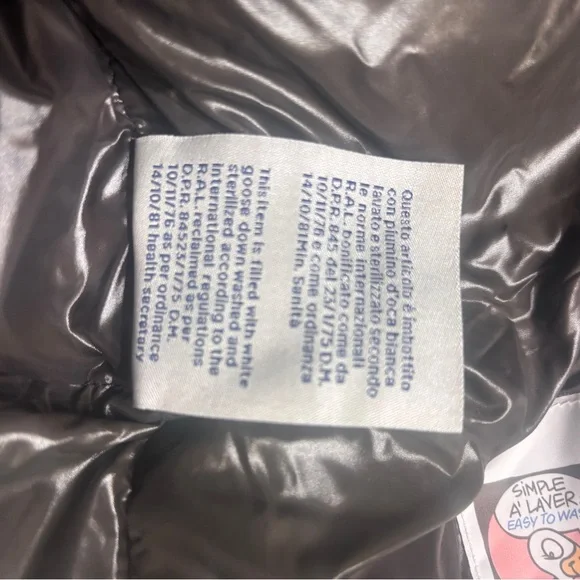 Questo articolo è imbottito
con piumino d'oca bianca
lavato e sterilizzato secondo
le norme internazionali
R.A.L. bonificato come da
D.P.R. 845 del 23/1/75 D.M.
10/11/76 e come ordinanza
14/10/81 Min. Sanità
This item is filled with white
goose down washed and
sterilized according to the
international regulations
R.A.L. reclaimed as per
D.P.R. 84523/1/75 D.M.
10/11/76 as per ordinance
14/10/81 health secretary
SiMPLE
A' LAVER
EASY TO WAS